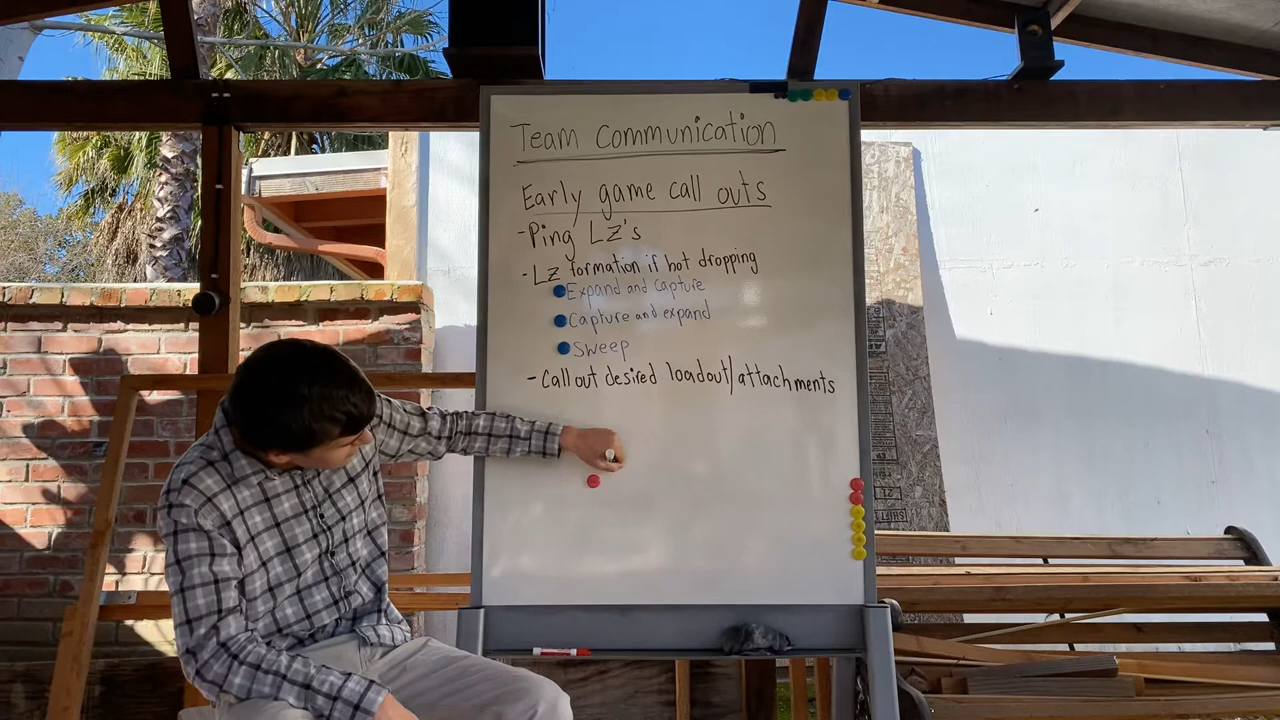 Team Communication
Early game call outs
- Ping LZ's
- LZ formation if hot dropping
Expand and Capture
Capture and expand
Sweep
- Call out desired loadout/attachments